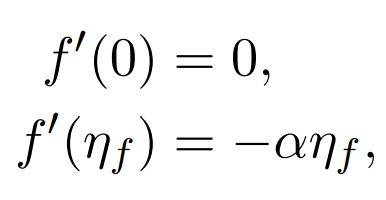 f′(0) = 0,
f′(η_f) = −αη_f,